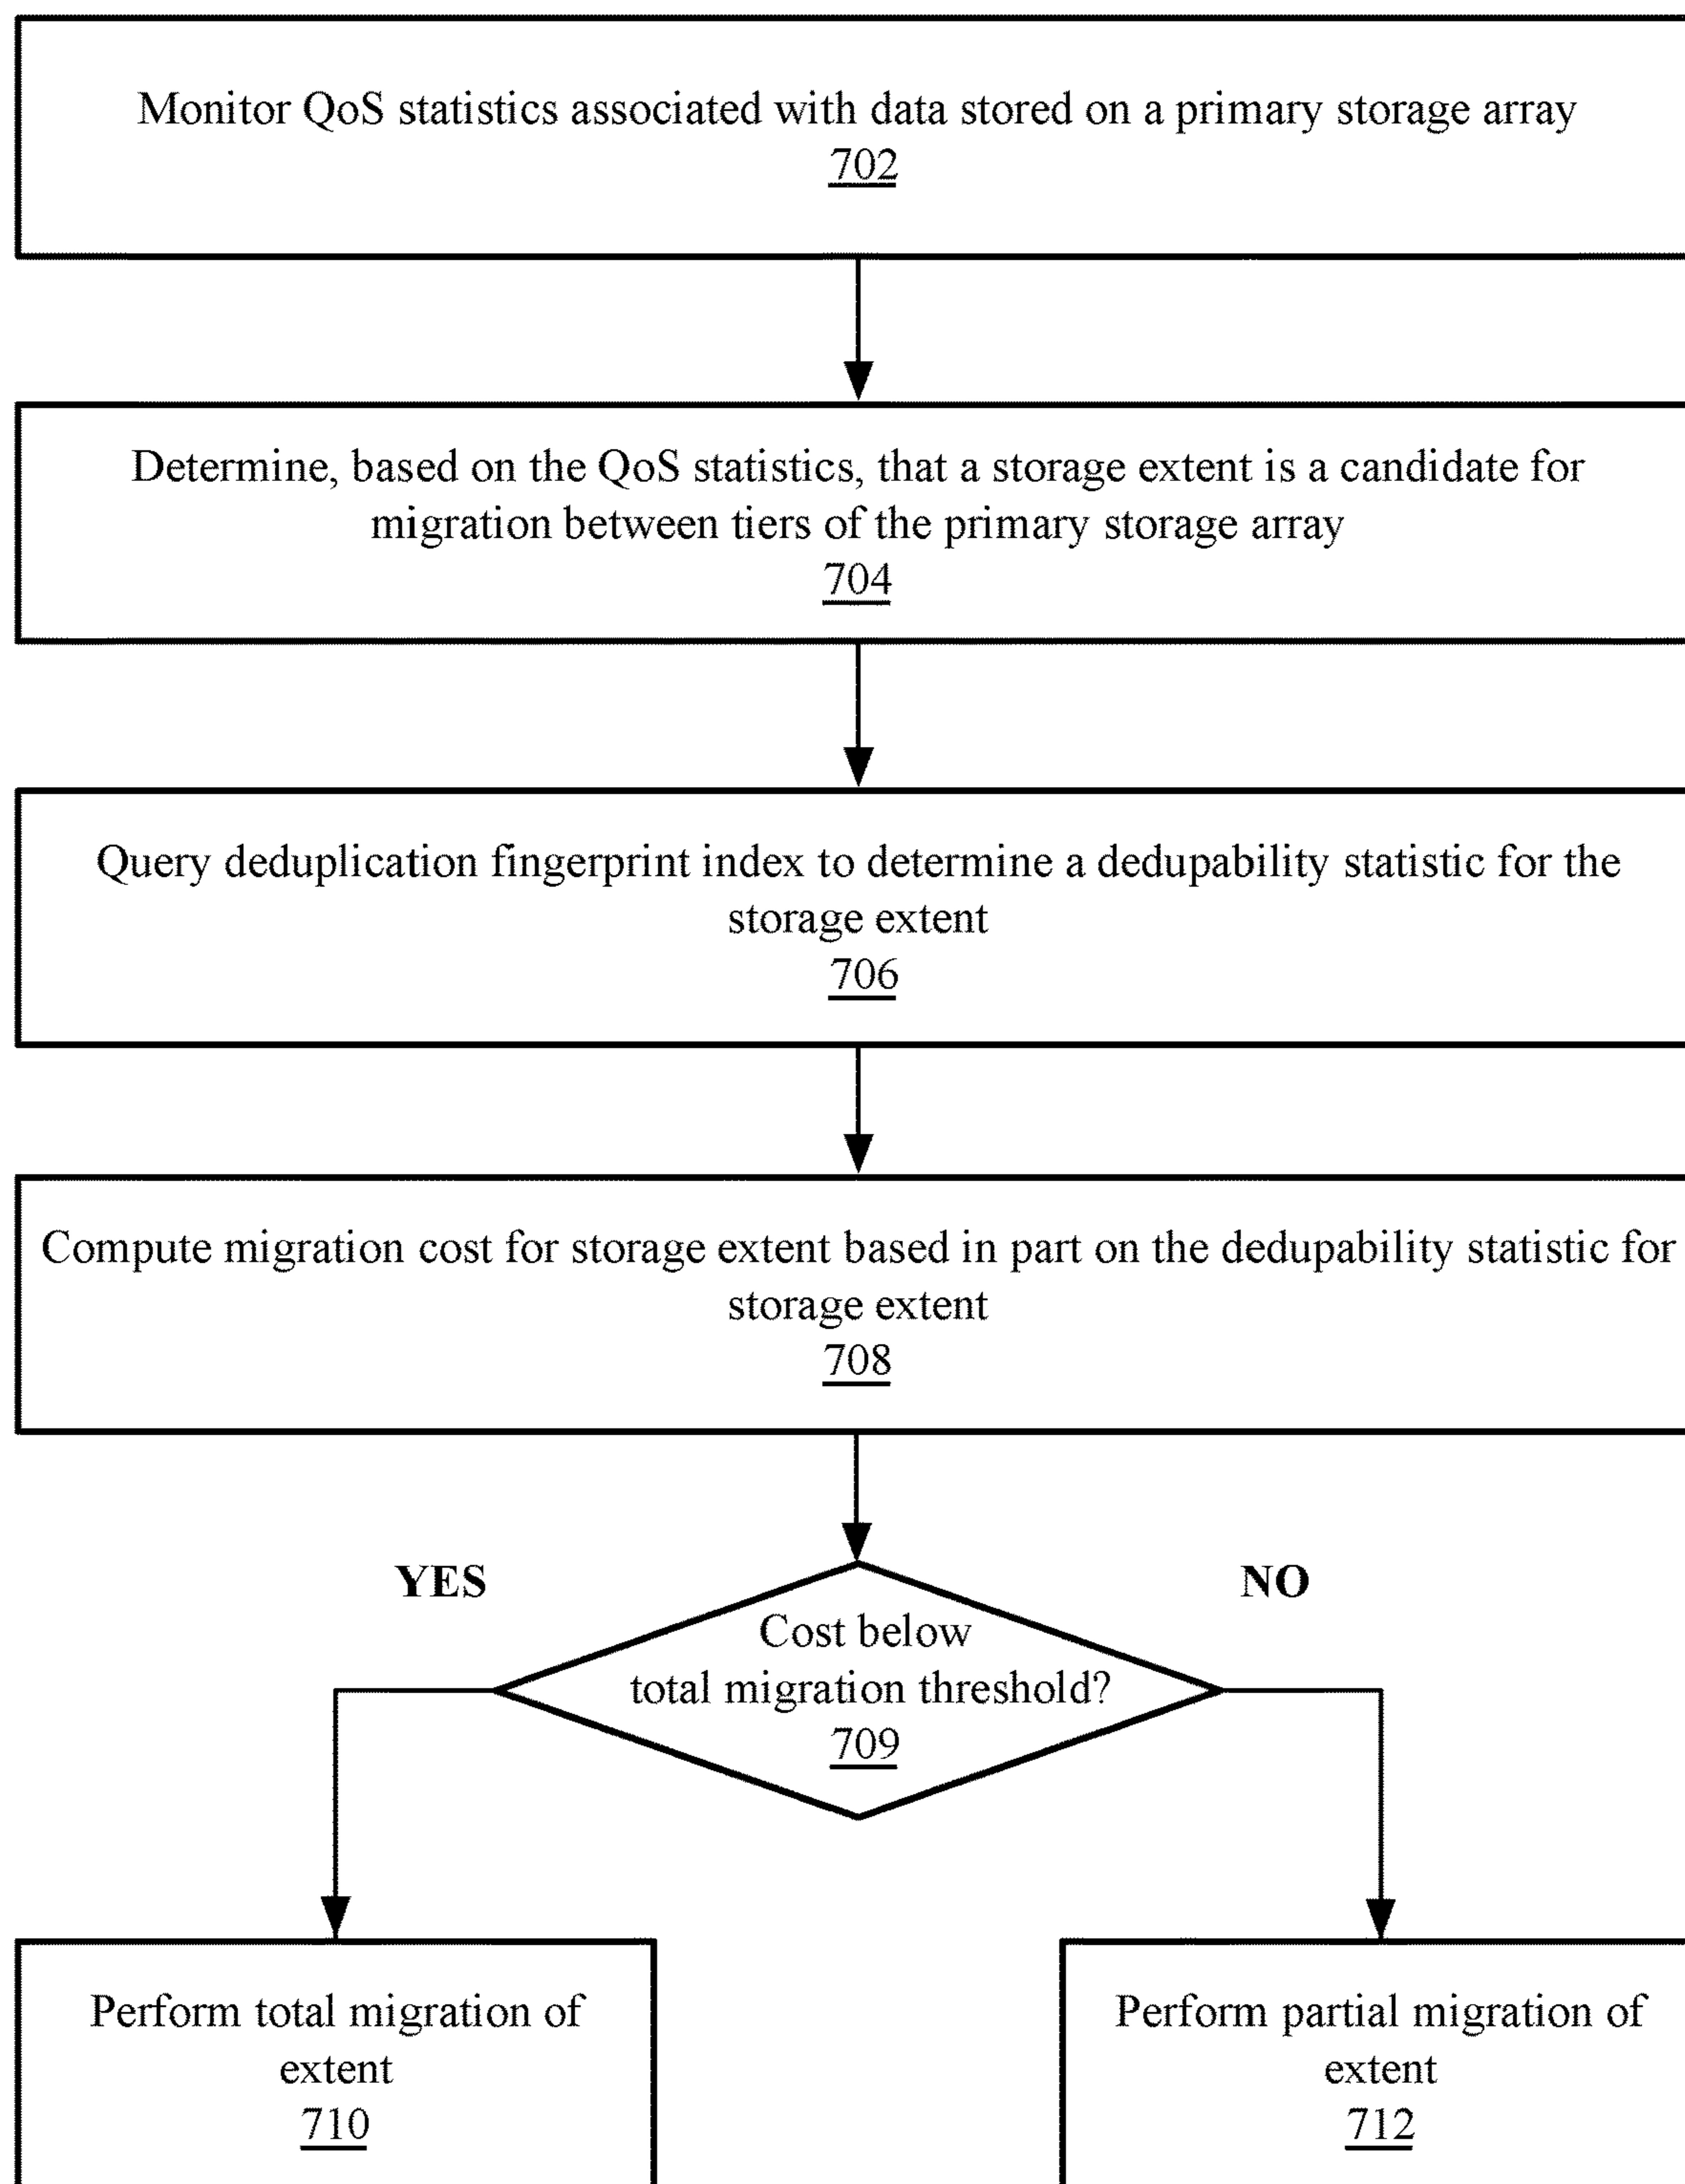 Monitor QoS statistics associated with data stored on a primary storage array
702
Determine, based on the QoS statistics, that a storage extent is a candidate for
migration between tiers of the primary storage array
704
Query deduplication fingerprint index to determine a dedupability statistic for the
storage extent
706
Compute migration cost for storage extent based in part on the dedupability statistic for
storage extent
708
YES
NO
Cost below
total migration threshold?
709
Perform total migration of
extent
710
Perform partial migration of
extent
712